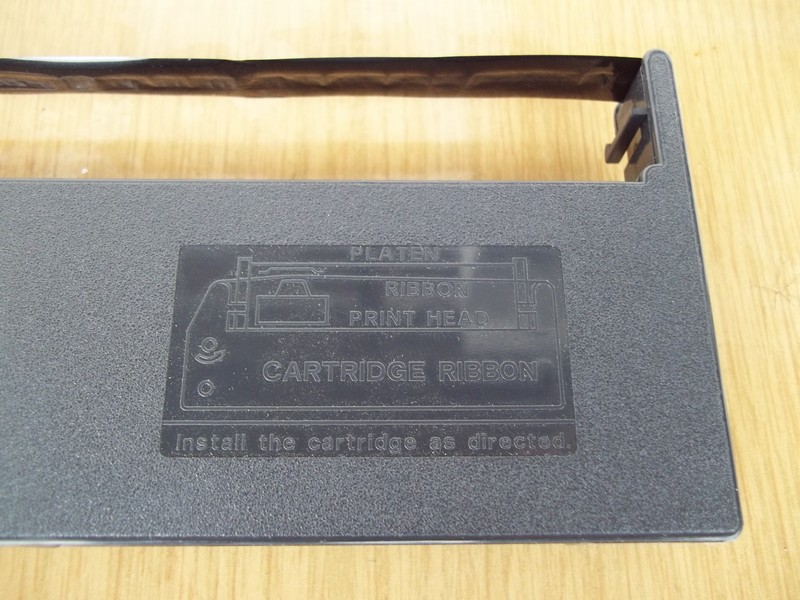 PLATEN
RIBBON
PRINT HEAD
CARTRIDGE RIBBON
Install the cartridge as directed.